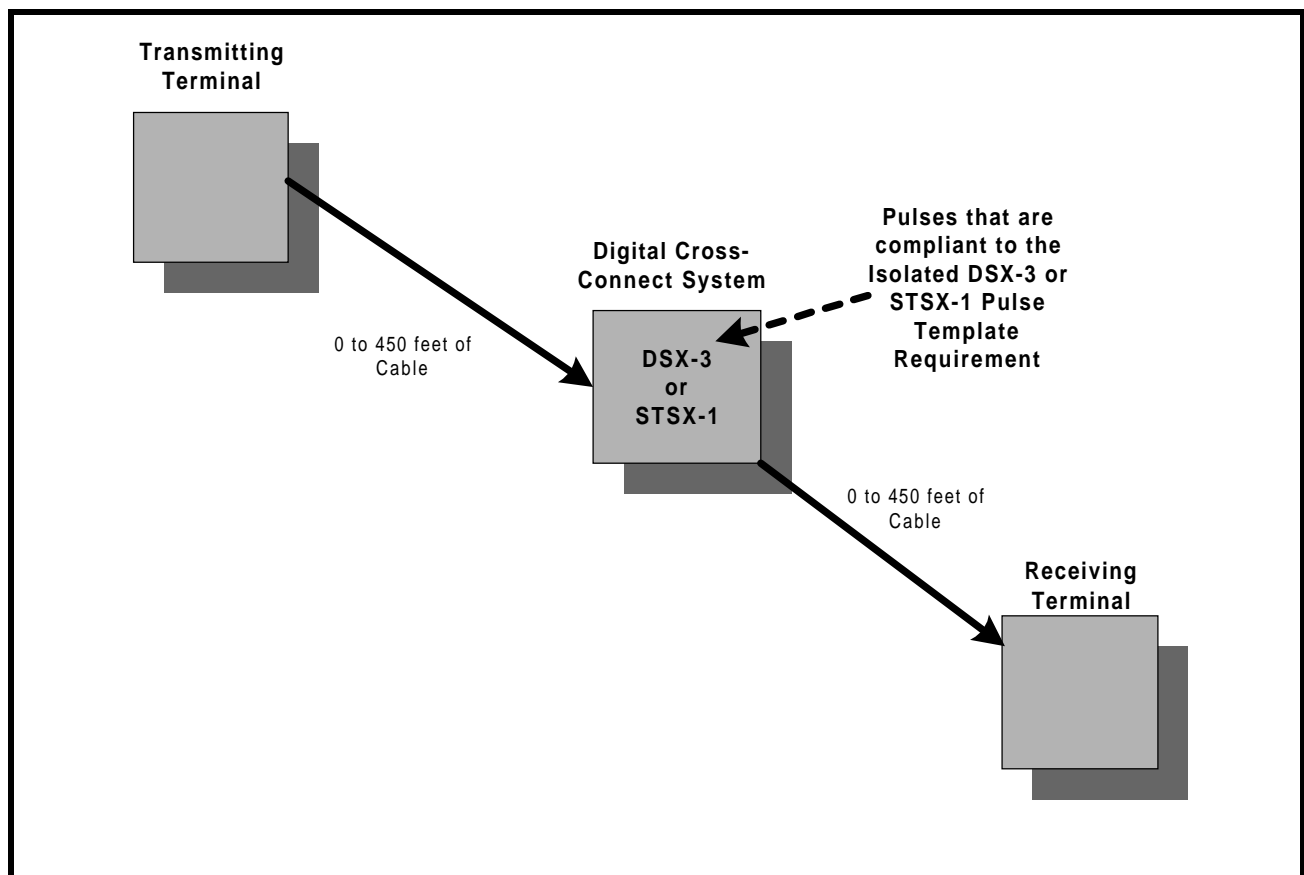 Transmitting
Terminal
Pulses that are
compliant to the
Isolated DSX-3 or
STSX-1 Pulse
Template
Requirement
Digital Cross-
Connect System
0 to 450 feet of
Cable
DSX-3
or
STSX-1
0 to 450 feet of
Cable
Receiving
Terminal